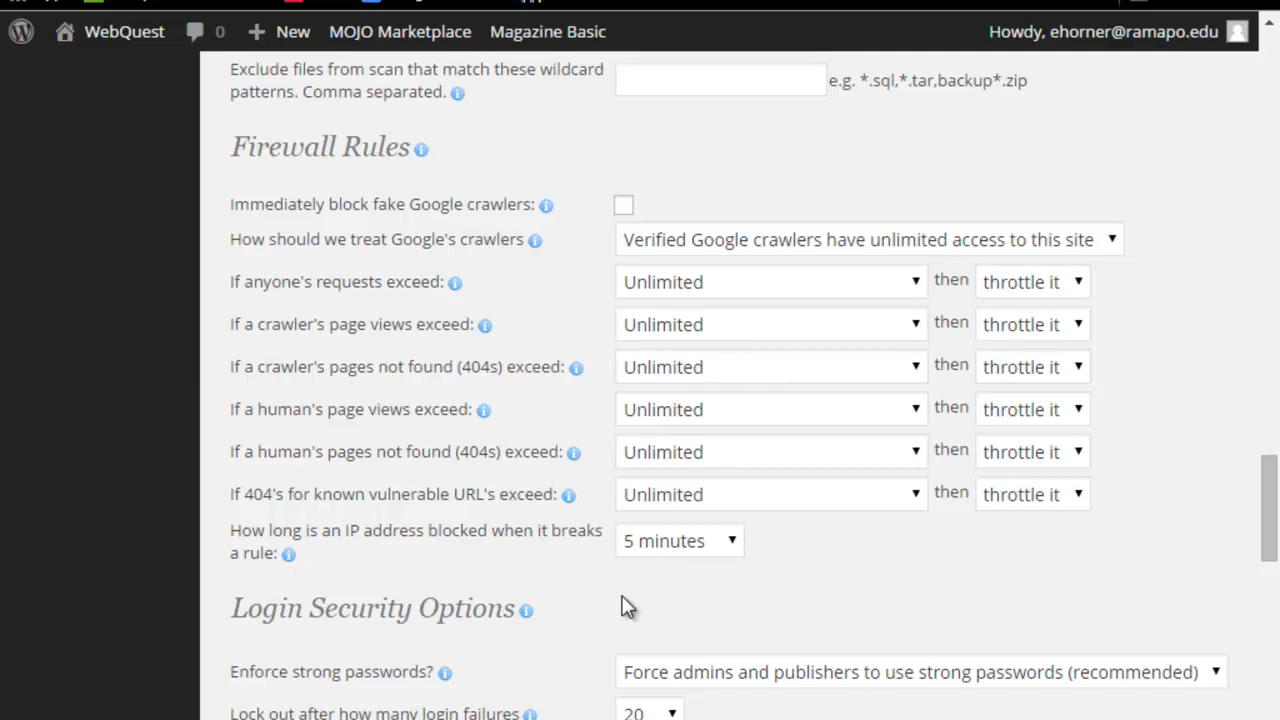 WebQuest 0 New MOJO Marketplace Magazine Basic Howdy, ehorner@ramapo.edu
Exclude files from scan that match these wildcard
patterns. Comma separated. e.g. *.sql,*.tar,backup*.zip
Firewall Rules
Immediately block fake Google crawlers:
How should we treat Google's crawlers Verified Google crawlers have unlimited access to this site
If anyone's requests exceed: Unlimited then throttle it
If a crawler's page views exceed: Unlimited then throttle it
If a crawler's pages not found (404s) exceed: Unlimited then throttle it
If a human's page views exceed: Unlimited then throttle it
If a human's pages not found (404s) exceed: Unlimited then throttle it
If 404's for known vulnerable URL's exceed: Unlimited then throttle it
How long is an IP address blocked when it breaks
a rule: 5 minutes
Login Security Options
Enforce strong passwords? Force admins and publishers to use strong passwords (recommended)
Lock out after how many login failures 20